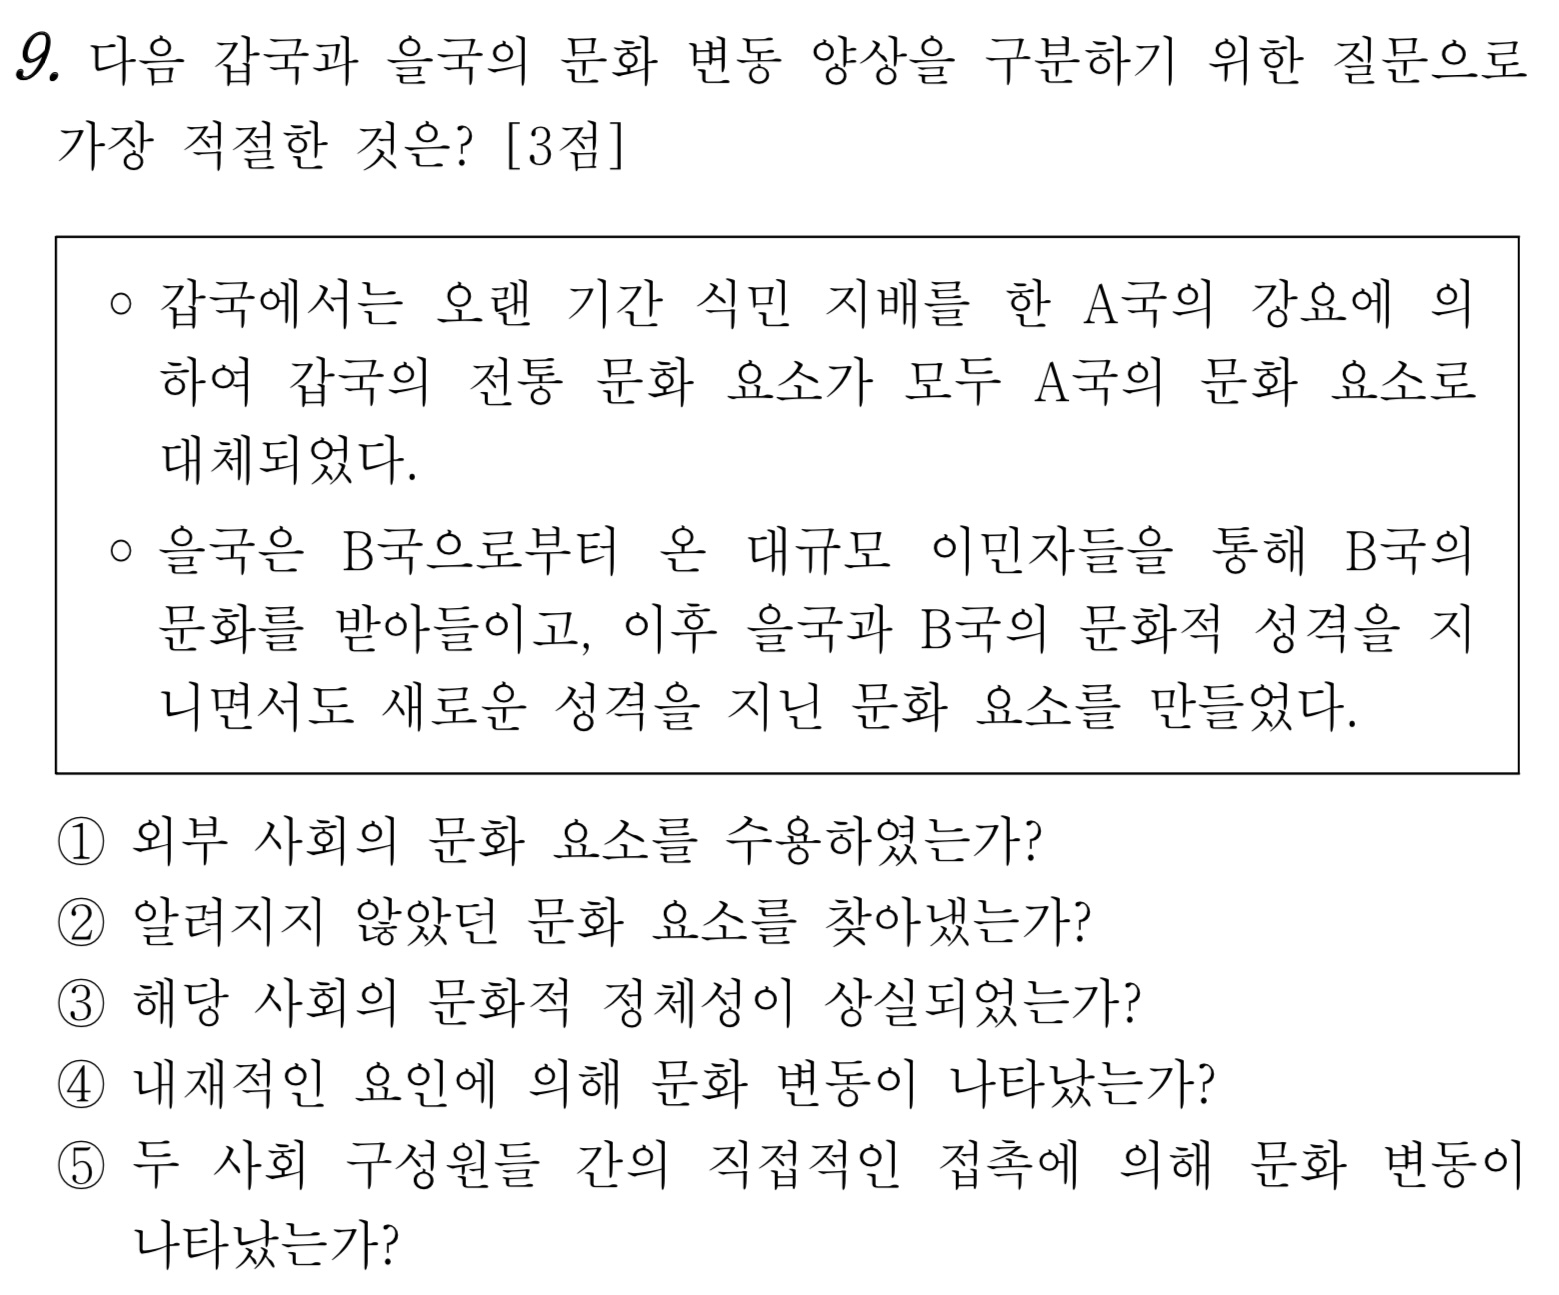 9. 다음 갑국과 을국의 문화 변동 양상을 구분하기 위한 질문으로
가장 적절한 것은? [3점]
○ 갑국에서는 오랜 기간 식민 지배를 한 A국의 강요에 의
하여 갑국의 전통 문화 요소가 모두 A국의 문화 요소로
대체되었다.
○ 을국은 B국으로부터 온 대규모 이민자들을 통해 B국의
문화를 받아들이고, 이후 을국과 B국의 문화적 성격을 지
니면서도 새로운 성격을 지닌 문화 요소를 만들었다.
① 외부 사회의 문화 요소를 수용하였는가?
② 알려지지 않았던 문화 요소를 찾아냈는가?
③ 해당 사회의 문화적 정체성이 상실되었는가?
④ 내재적인 요인에 의해 문화 변동이 나타났는가?
⑤ 두 사회 구성원들 간의 직접적인 접촉에 의해 문화 변동이
나타났는가?